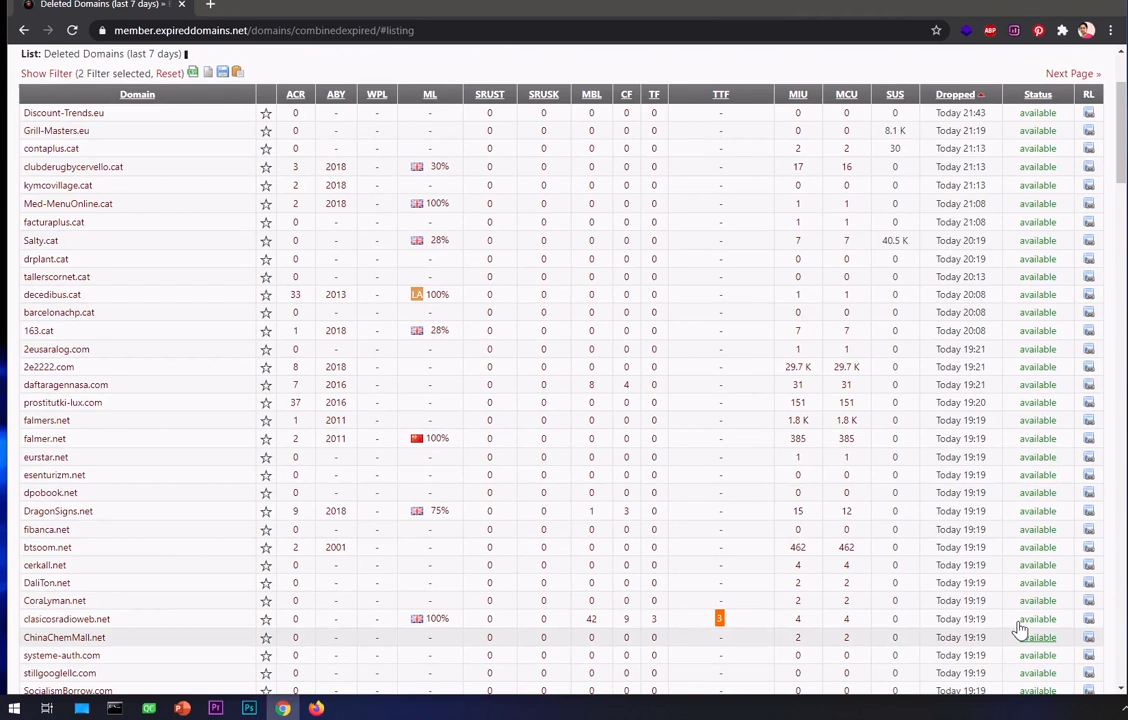 Deleted Domains (last 7 days) »
member.expireddomains.net/domains/combinedexpired/#listing
ABP
List: Deleted Domains (last 7 days)
Show Filter (2 Filter selected, Reset)
Next Page »
Domain ACR ABY WPL ML SRUST SRUSK MBL CF TF TTF MIU MCU SUS Dropped Status RL
Discount-Trends.eu 0 - - - 0 0 0 0 0 - 0 0 0 Today 21:43 available
Grill-Masters.eu 0 - - - 0 0 0 0 0 - 0 0 8.1 K Today 21:19 available
contaplus.cat 0 - - - 0 0 0 0 0 - 2 2 30 Today 21:13 available
clubderugbycervello.cat 3 2018 - 30% 0 0 0 0 0 - 17 16 0 Today 21:13 available
kymcovillage.cat 2 2018 - - 0 0 0 0 0 - 0 0 0 Today 21:13 available
Med-MenuOnline.cat 2 2018 - 100% 0 0 0 0 0 - 1 1 0 Today 21:08 available
facturaplus.cat 0 - - - 0 0 0 0 0 - 1 1 0 Today 21:08 available
Salty.cat 0 - - 28% 0 0 0 0 0 - 7 7 40.5 K Today 20:19 available
drplant.cat 0 - - - 0 0 0 0 0 - 0 0 0 Today 20:19 available
tallerscornet.cat 0 - - - 0 0 0 0 0 - 0 0 0 Today 20:13 available
decedibus.cat 33 2013 - LA 100% 0 0 0 0 0 - 1 1 0 Today 20:08 available
barcelonachp.cat 0 - - - 0 0 0 0 0 - 0 0 0 Today 20:08 available
163.cat 1 2018 - 28% 0 0 0 0 0 - 7 7 0 Today 20:08 available
2eusaralog.com 0 - - - 0 0 0 0 0 - 1 1 0 Today 19:21 available
2e2222.com 8 2018 - - 0 0 0 0 0 - 29.7 K 29.7 K 0 Today 19:21 available
daftaragennasa.com 7 2016 - - 0 0 8 4 0 - 31 31 0 Today 19:21 available
prostitutki-lux.com 37 2016 - - 0 0 0 0 0 - 151 151 0 Today 19:20 available
falmers.net 1 2011 - - 0 0 0 0 0 - 1.8 K 1.8 K 0 Today 19:19 available
falmer.net 2 2011 - 100% 0 0 0 0 0 - 385 385 0 Today 19:19 available
eurstar.net 0 - - - 0 0 0 0 0 - 1 1 0 Today 19:19 available
esenturizm.net 0 - - - 0 0 0 0 0 - 0 0 0 Today 19:19 available
dpobook.net 0 - - - 0 0 0 0 0 - 0 0 0 Today 19:19 available
DragonSigns.net 9 2018 - 75% 0 0 1 3 0 - 15 12 0 Today 19:19 available
fibanca.net 0 - - - 0 0 0 0 0 - 0 0 0 Today 19:19 available
btsoom.net 2 2001 - - 0 0 0 0 0 - 462 462 0 Today 19:19 available
cerkall.net 0 - - - 0 0 0 0 0 - 4 4 0 Today 19:19 available
DaliTon.net 0 - - - 0 0 0 0 0 - 2 2 0 Today 19:19 available
CoraLyman.net 0 - - - 0 0 0 0 0 - 2 2 0 Today 19:19 available
clasicosradioweb.net 0 - - 100% 0 0 42 9 3 3 4 4 0 Today 19:19 available
ChinaChemMall.net 0 - - - 0 0 0 0 0 - 2 2 0 Today 19:19 available
systeme-auth.com 0 - - - 0 0 0 0 0 - 0 0 0 Today 19:19 available
stillgooglellc.com 0 - - - 0 0 0 0 0 - 0 0 0 Today 19:19 available
SocialismBorrow.com 0 - - - 0 0 0 0 0 - 0 0 0 Today 19:19 available
QC P Pr Ps